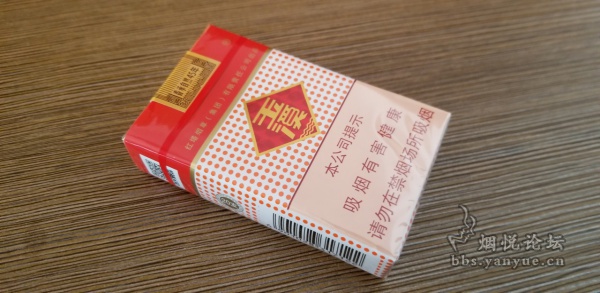 玉溪
本公司提示
吸烟有害健康
请勿在禁烟场所吸烟
烟悦论坛
bbs.yanyue.cn